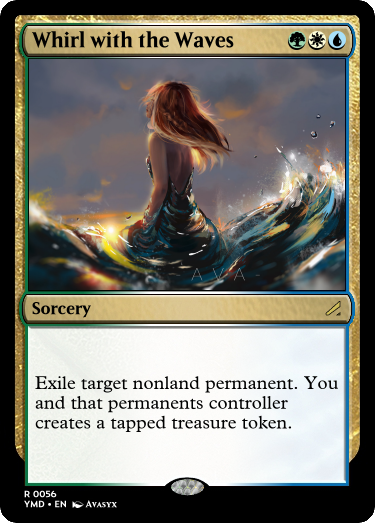 Whirl with the Waves
AVA
Sorcery
Exile target nonland permanent. You
and that permanents controller
creates a tapped treasure token.
R 0056
YMD • EN Avasyx